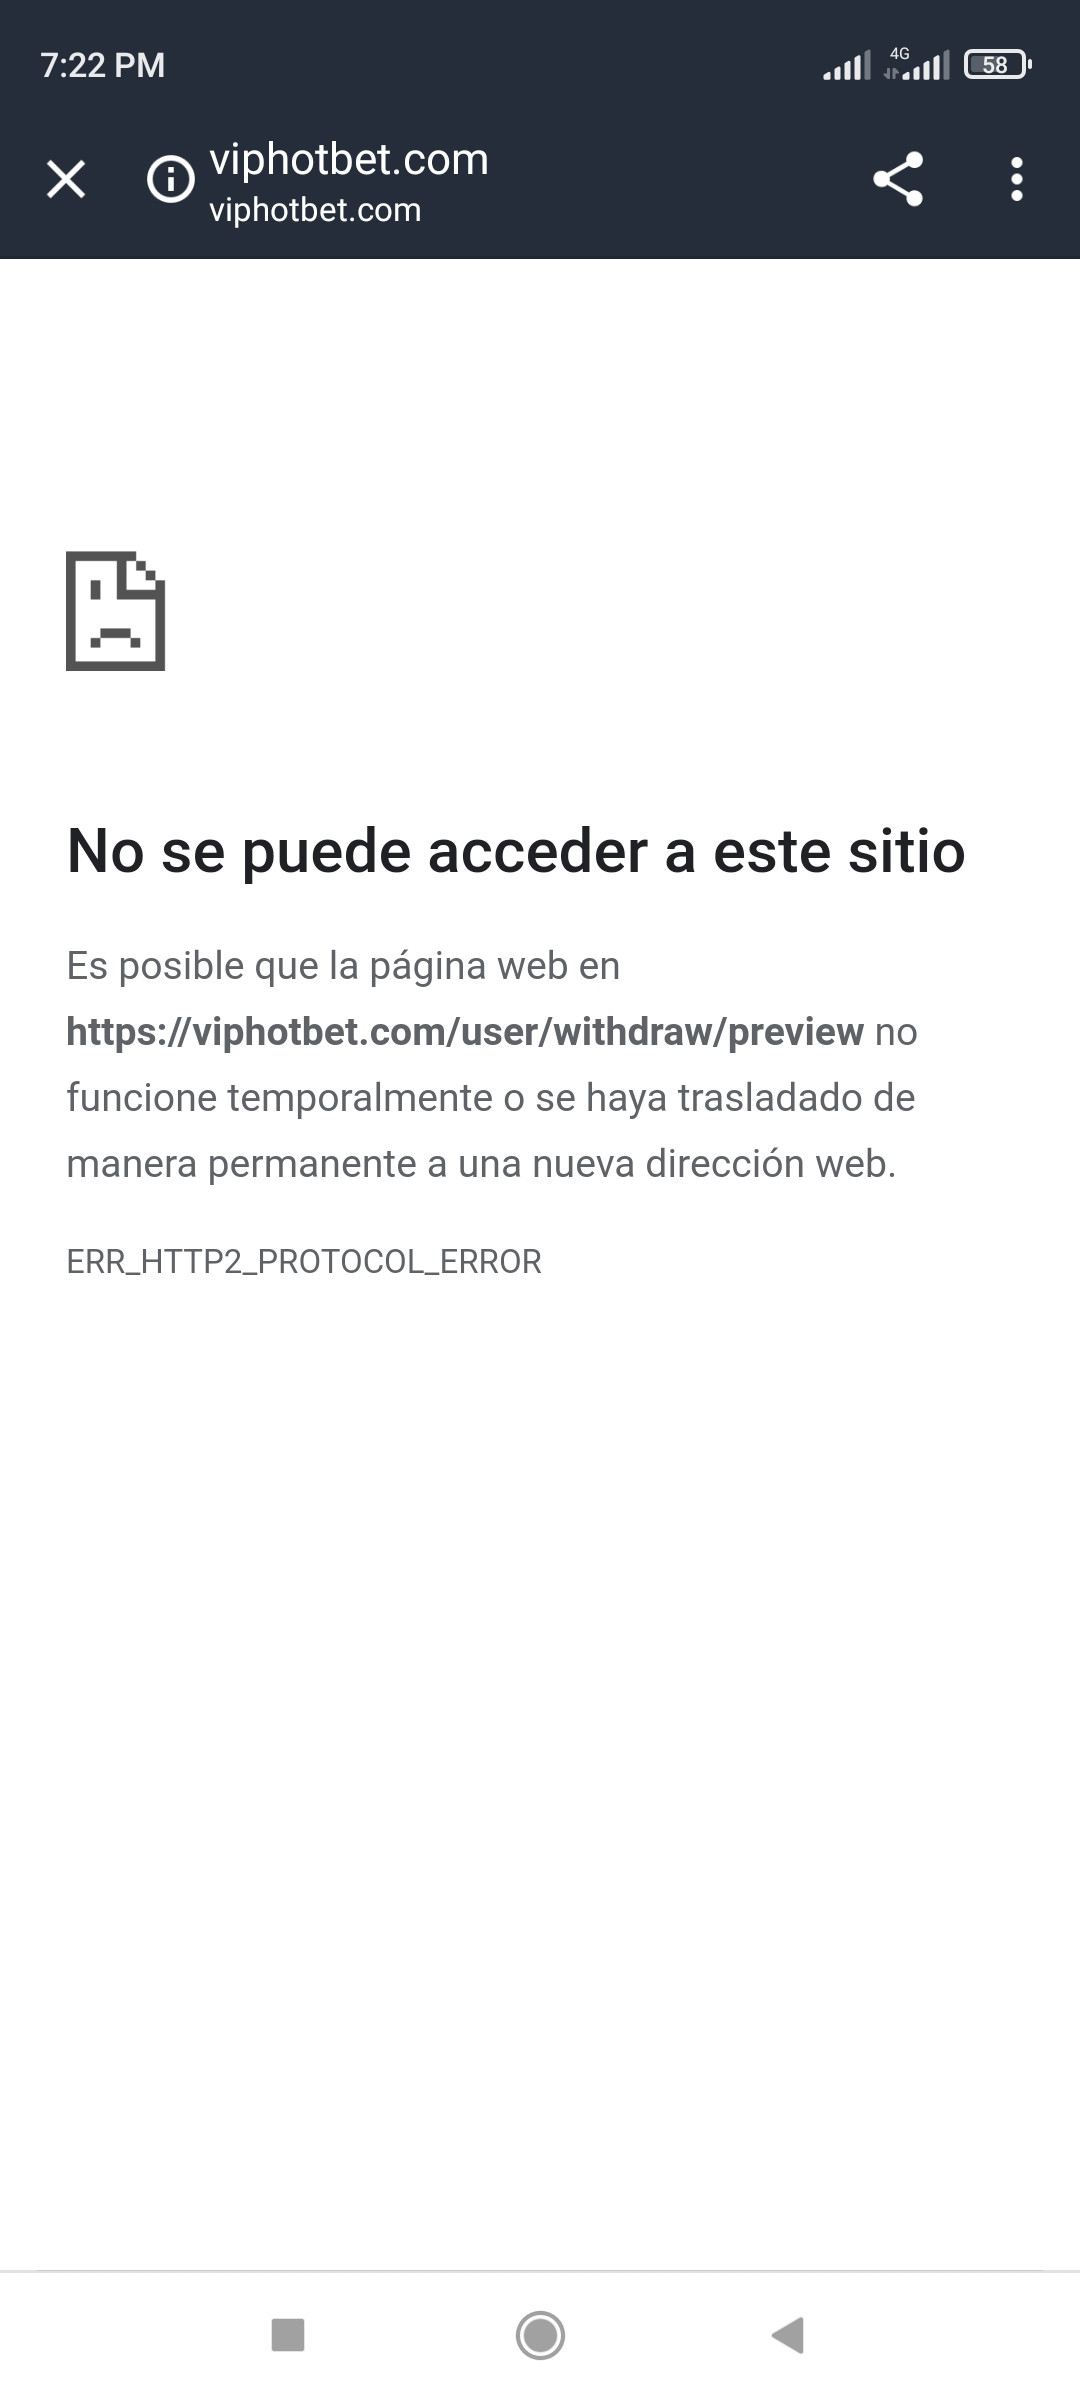 7:22 PM
4G
58
viphotbet.com
viphotbet.com
No se puede acceder a este sitio
Es posible que la página web en
https://viphotbet.com/user/withdraw/preview no
funcione temporalmente o se haya trasladado de
manera permanente a una nueva dirección web.
ERR_HTTP2_PROTOCOL_ERROR